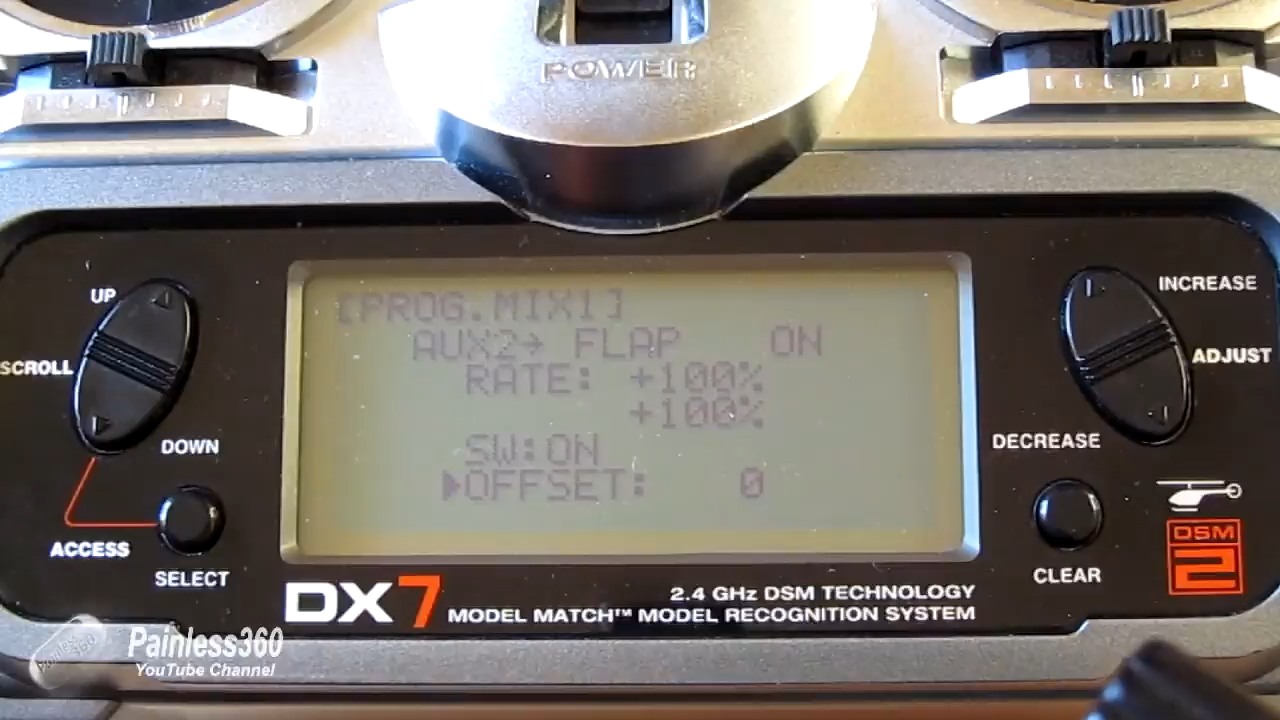 POWER
UP
SCROLL
DOWN
ACCESS
SELECT
[PROG.MIX1]
AUX2→ FLAP ON
RATE: +100%
+100%
SW:ON
▶OFFSET: 0
INCREASE
ADJUST
DECREASE
CLEAR
DSM
2
DX7
2.4 GHz DSM TECHNOLOGY
MODEL MATCH™ MODEL RECOGNITION SYSTEM
Painless360
YouTube Channel